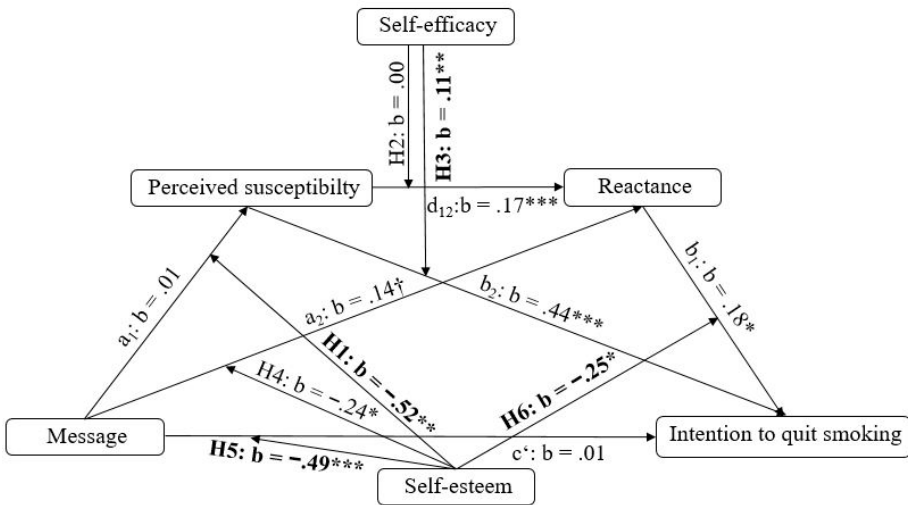 Self-efficacy
H2: b = .00
H3: b = .11**
Perceived susceptibilty
Reactance
d12:b = .17***
a1: b = .01
a2: b = .14†
b2: b = .44***
b1: b = .18*
H1: b = −.52**
H4: b = −.24*
H6: b = −.25*
Message
Intention to quit smoking
H5: b = −.49***
c‘: b = .01
Self-esteem